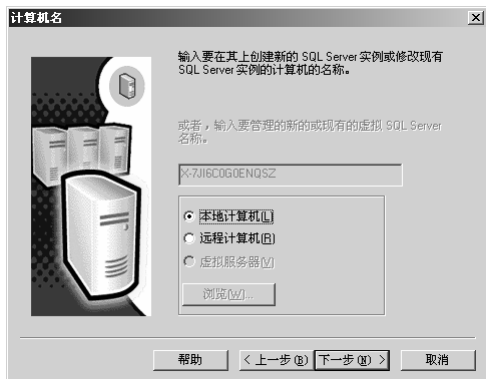 计算机名
输入要在其上创建新的 SQL Server 实例或修改现有
SQL Server 实例的计算机的名称。
或者，输入要管理的新的或现有的虚拟 SQL Server
名称。
X-7JI6C0G0ENQSZ
本地计算机(L)
远程计算机(R)
虚拟服务器(V)
浏览(W)...
帮助
< 上一步(B)
下一步(N) >
取消